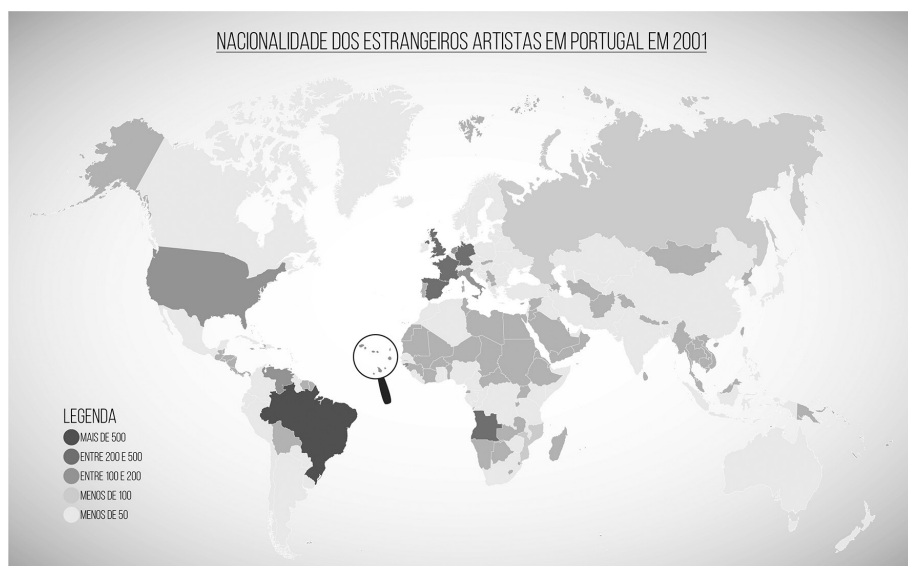 NACIONALIDADE DOS ESTRANGEIROS ARTISTAS EM PORTUGAL EM 2001
LEGENDA
MAIS DE 500
ENTRE 200 E 500
ENTRE 100 E 200
MENOS DE 100
MENOS DE 50